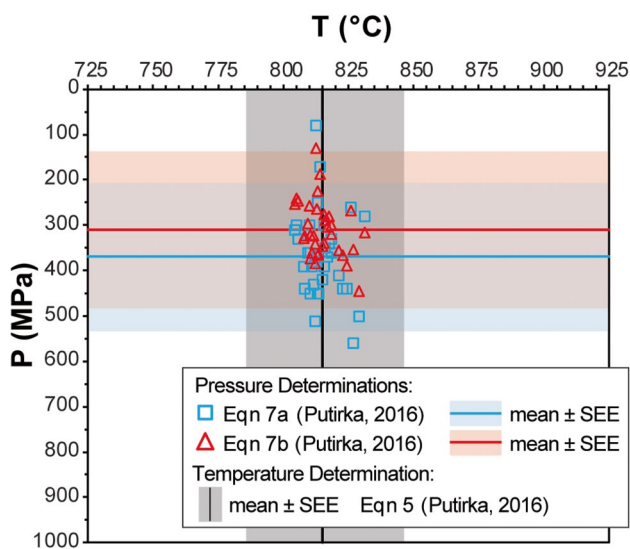 T (°C)
725 750 775 800 825 850 875 900 925
P (MPa)
0
100
200
300
400
500
600
700
800
900
1000
Pressure Determinations:
Eqn 7a (Putirka, 2016) mean ± SEE
Eqn 7b (Putirka, 2016) mean ± SEE
Temperature Determination:
mean ± SEE Eqn 5 (Putirka, 2016)